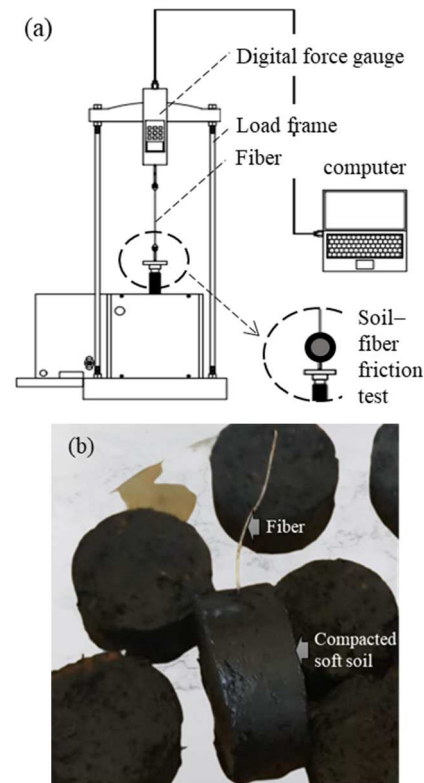 (a)
Digital force gauge
Load frame
Fiber
computer
Soil–
fiber
friction
test
(b)
Fiber
Compacted
soft soil